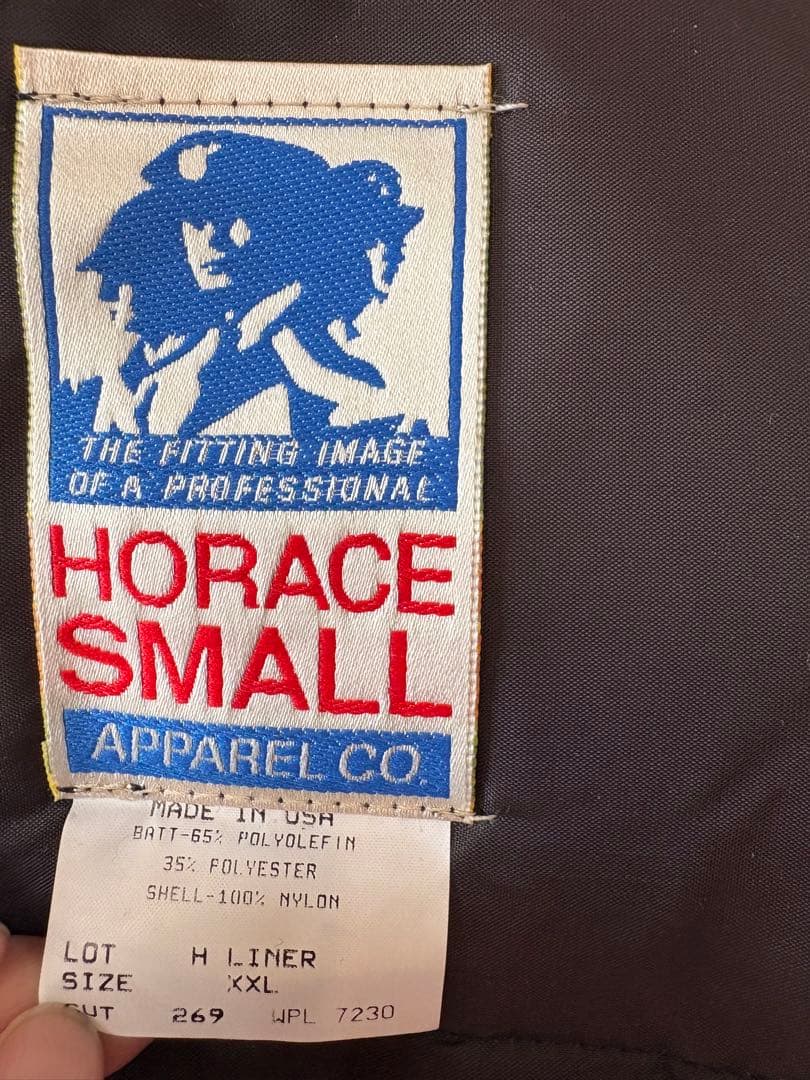 THE FITTING IMAGE
OF A PROFESSIONAL
HORACE
SMALL
APPAREL CO.
MADE IN USA
BATT-65% POLYOLEFIN
35% POLYESTER
SHELL-100% NYLON
LOT H LINER
SIZE XXL
CUT 269 WPL 7230